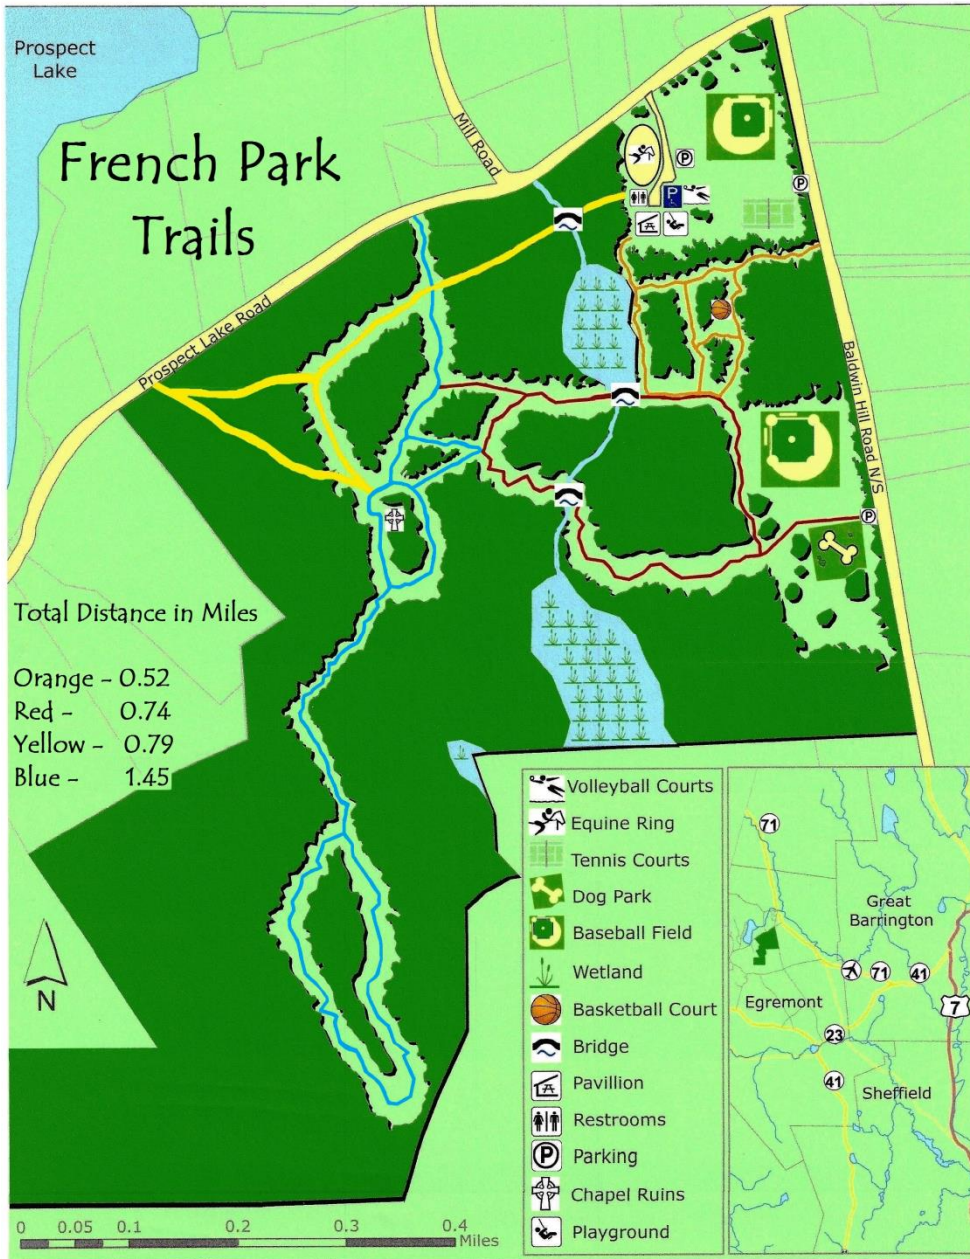 Prospect
Lake
French Park
Trails
Mill Road
Prospect Lake Road
Baldwin Hill Road N/S
P
P
P
P
Total Distance in Miles
Orange - 0.52
Red - 0.74
Yellow - 0.79
Blue - 1.45
N
0 0.05 0.1 0.2 0.3 0.4
Miles
Volleyball Courts
Equine Ring
Tennis Courts
Dog Park
Baseball Field
Wetland
Basketball Court
Bridge
Pavillion
Restrooms
P Parking
Chapel Ruins
Playground
71
Great
Barrington
71
41
Egremont
7
23
41
Sheffield